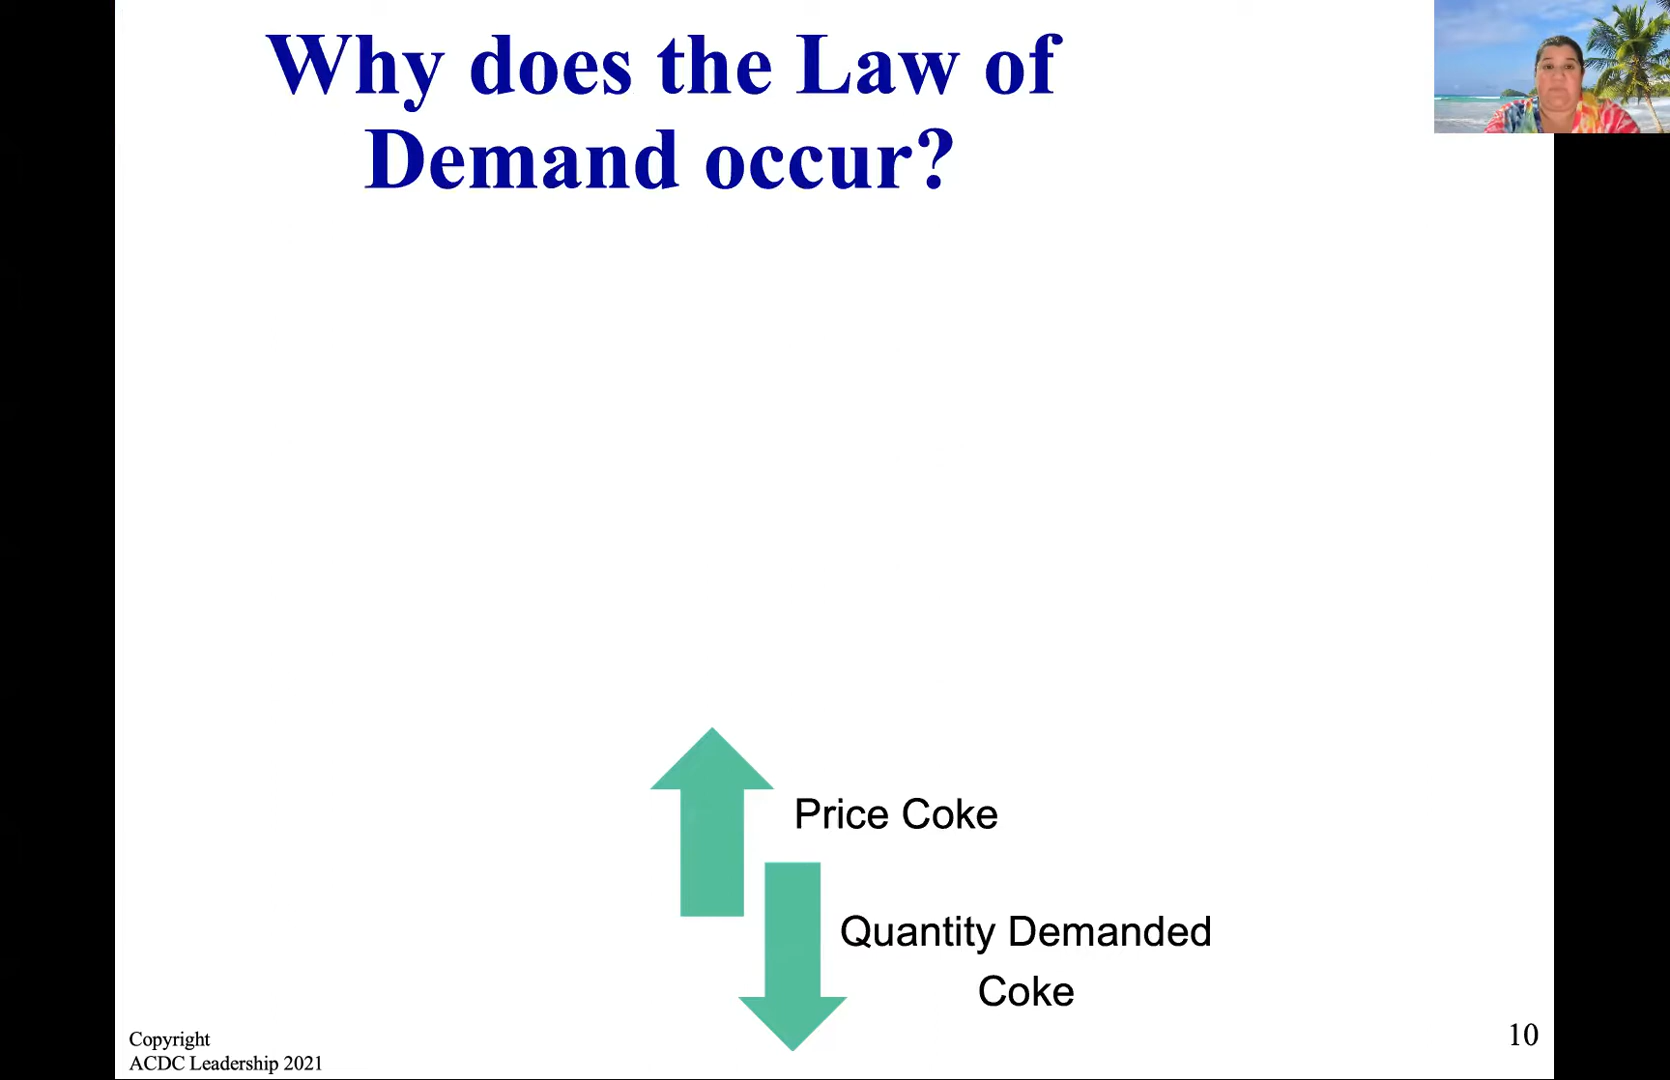 Why does the Law of
Demand occur?
Price Coke
Quantity Demanded
Coke
Copyright
ACDC Leadership 2021
10